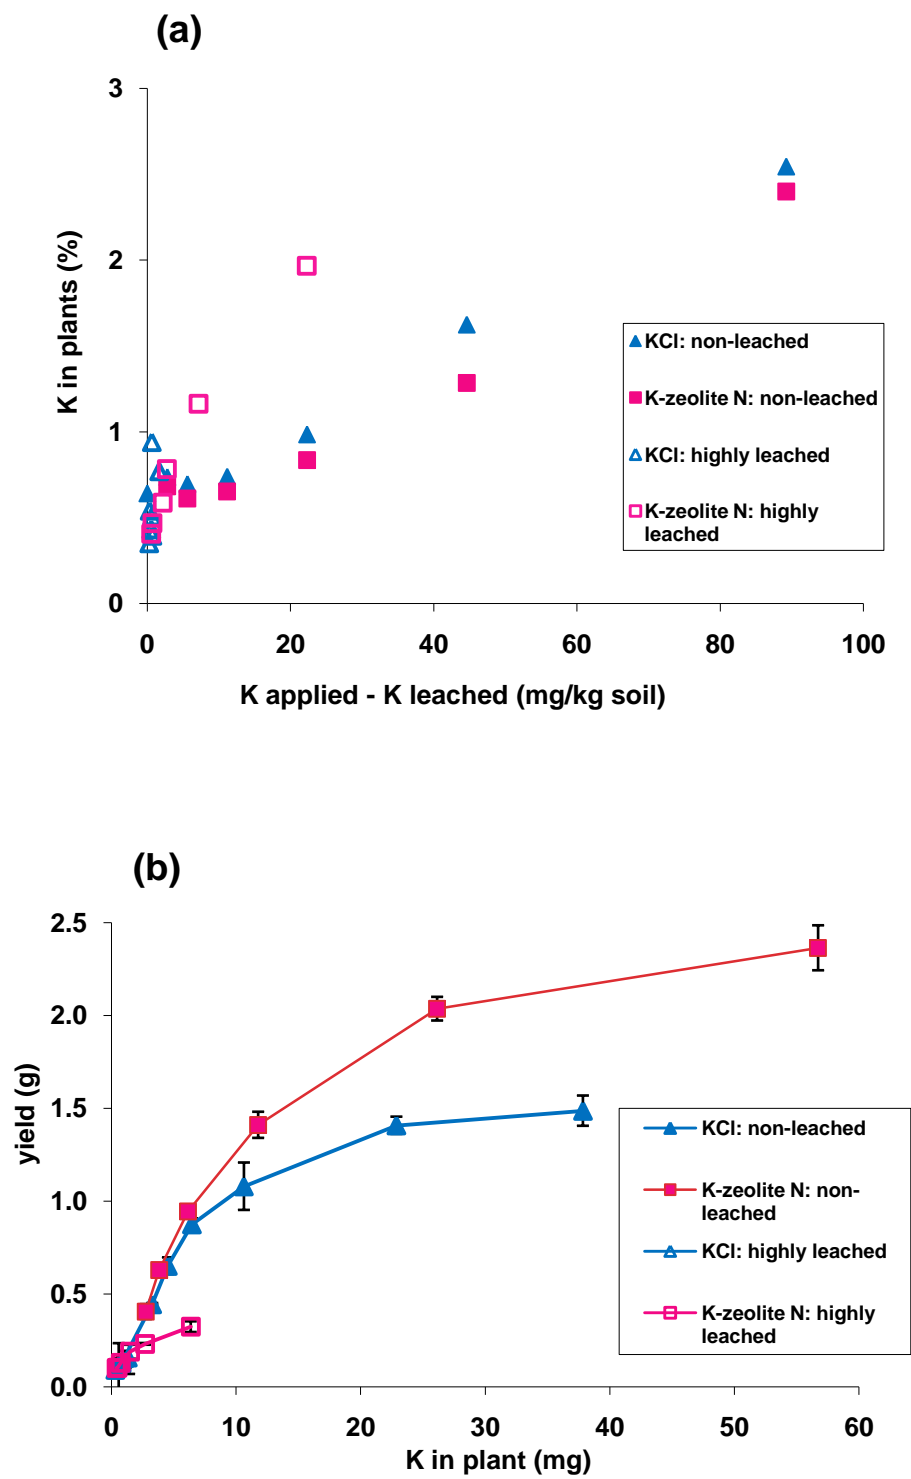 (a)
3
2
1
0
K in plants (%)
0 20 40 60 80 100
K applied - K leached (mg/kg soil)
KCl: non-leached
K-zeolite N: non-leached
KCl: highly leached
K-zeolite N: highly
leached
(b)
2.5
2.0
1.5
1.0
0.5
0.0
yield (g)
0 10 20 30 40 50 60
K in plant (mg)
KCl: non-leached
K-zeolite N: non-
leached
KCl: highly leached
K-zeolite N: highly
leached